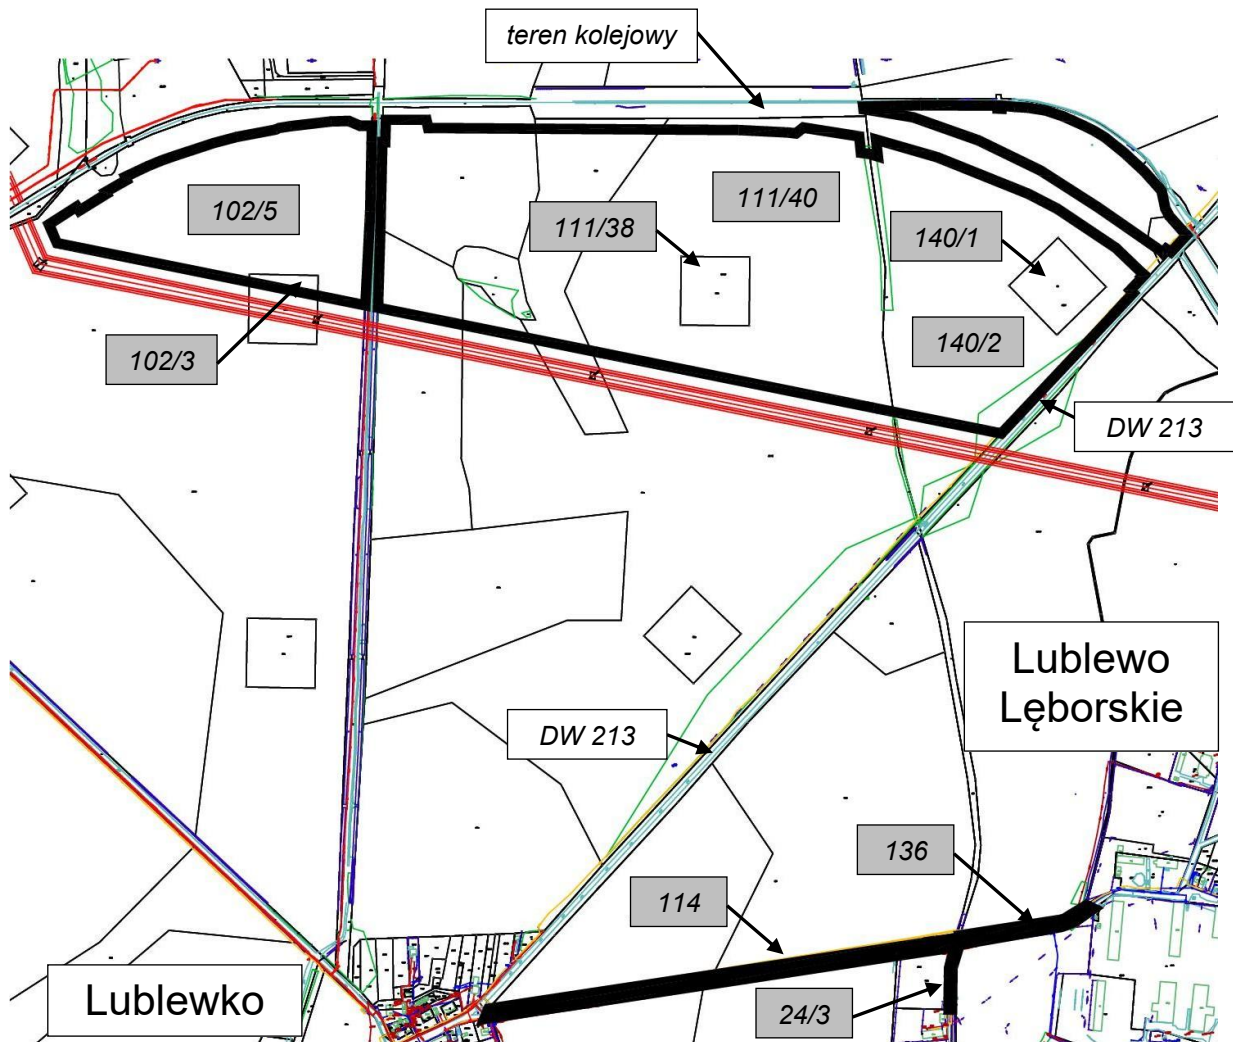 teren kolejowy
102/5
111/38
111/40
140/1
102/3
140/2
DW 213
Lublewo
Lęborskie
DW 213
136
114
Lublewko
24/3